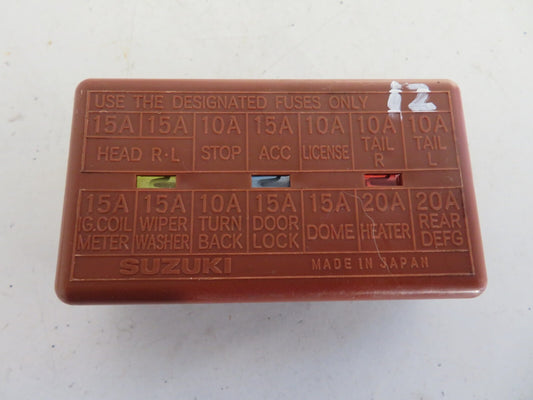 i2
USE THE DESIGNATED FUSES ONLY
15A 15A 10A 15A 10A 10A 10A
HEAD R·L STOP ACC LICENSE TAIL R TAIL L
15A 15A 10A 15A 15A 20A 20A
IG.COIL METER WIPER WASHER TURN BACK DOOR LOCK DOME HEATER REAR DEFG
SUZUKI MADE IN JAPAN